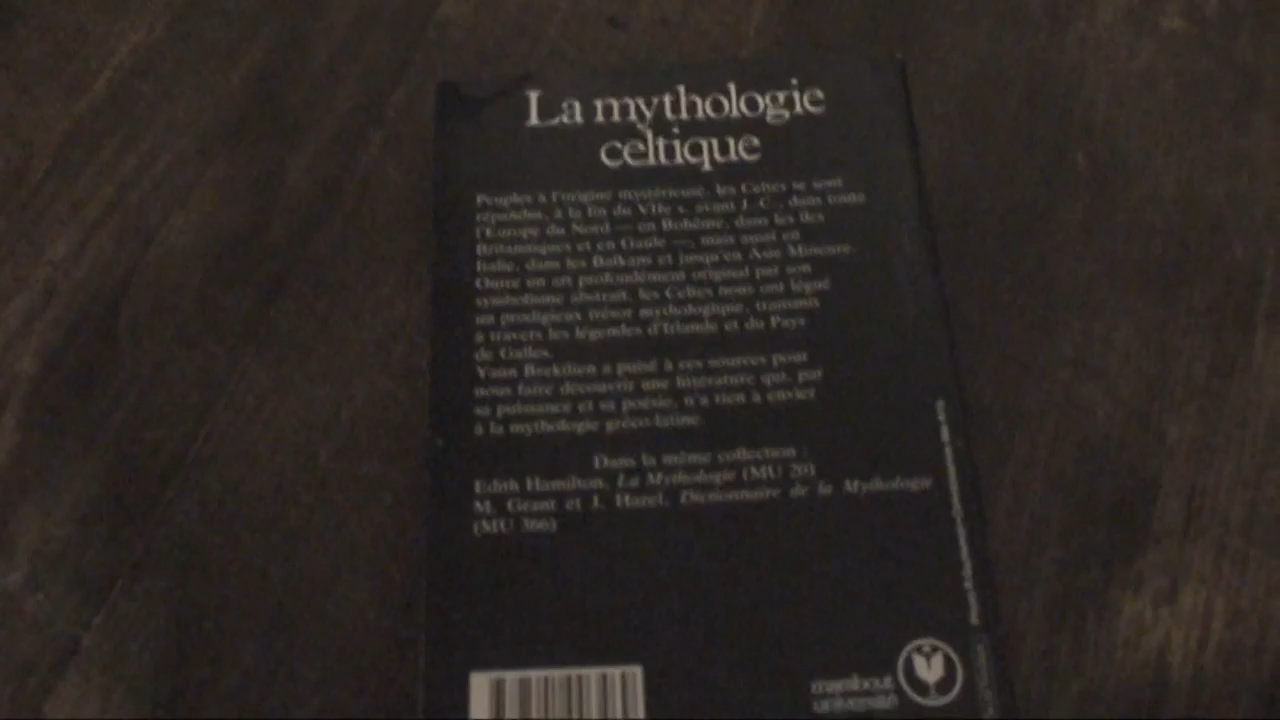 La mythologie
celtique
Peuples à l'origine mystérieuse, les Celtes se sont
répandus, à la fin du VIIe s. avant J.-C., dans toute
l'Europe du Nord — en Bohême, dans les îles
Britanniques et en Gaule —, mais aussi en
Italie, dans les Balkans et jusqu'en Asie Mineure.
Outre un art profondément original par son
symbolisme abstrait, les Celtes nous ont légué
un prodigieux trésor mythologique, transmis
à travers les légendes d'Irlande et du Pays
de Galles.
Yann Brekilien a puisé à ces sources pour
nous faire découvrir une littérature qui, par
sa puissance et sa poésie, n'a rien à envier
à la mythologie gréco-latine.
Dans la même collection :
Edith Hamilton, La Mythologie (MU 20)
M. Grant et J. Hazel, Dictionnaire de la Mythologie
(MU 366)
marabout
université